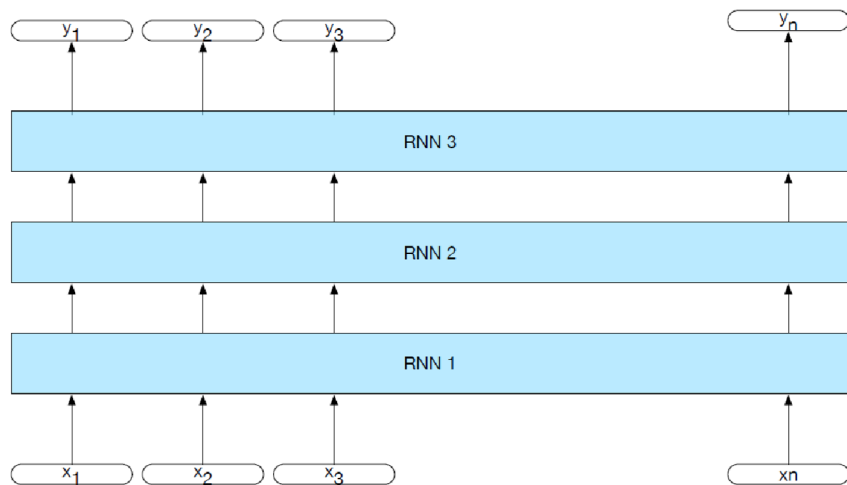 y₁ y₂ y₃ yₙ
RNN 3
RNN 2
RNN 1
x₁ x₂ x₃ xn